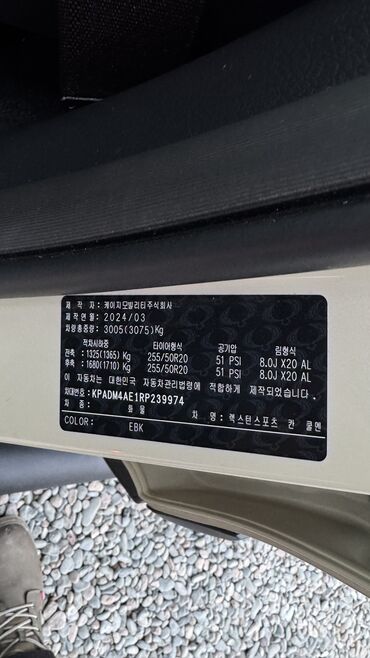 제 작 자: 케이지모빌리티주식회사
제작연월: 2024/03
차량총중량: 3005(3075)Kg
적차시하중 타이어형식 공기압 림형식
전축: 1325(1365) Kg 255/50R20 51 PSI 8.0J X20 AL
후축: 1680(1710) Kg 255/50R20 51 PSI 8.0J X20 AL
이 자동차는 대한민국 자동차관리법령에 적합하게 제작되었습니다.
차대번호: KPADM4AE1RP239974
차 종: 화 물 차 명: 렉스턴스포츠 칸 쿨멘
COLOR: EBK